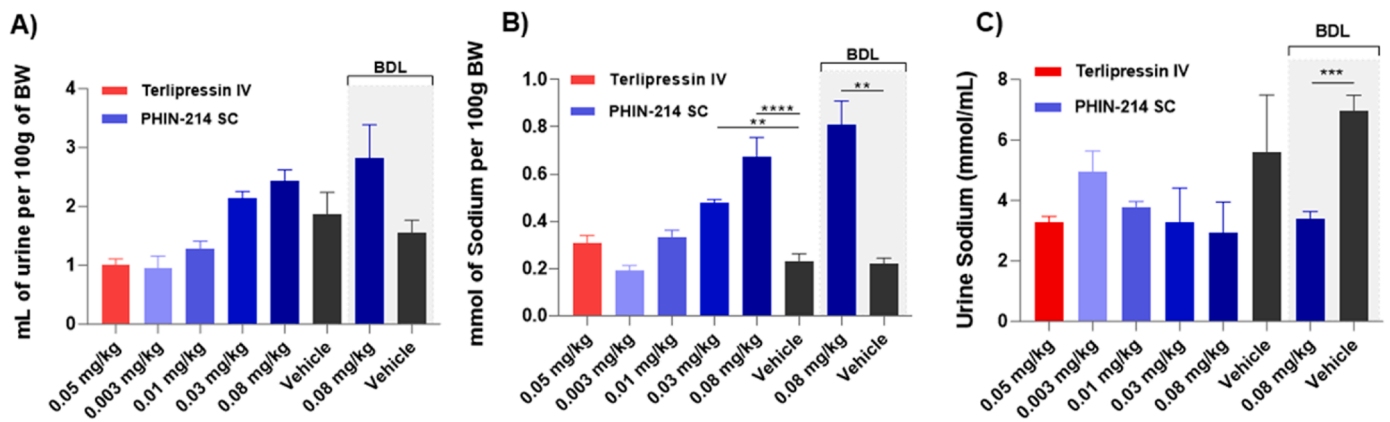 A)
BDL
Terlipressin IV
PHIN-214 SC
mL of urine per 100g of BW
4
3
2
1
0
0.05 mg/kg
0.003 mg/kg
0.01 mg/kg
0.03 mg/kg
0.08 mg/kg
Vehicle
0.08 mg/kg
Vehicle
B)
BDL
Terlipressin IV
PHIN-214 SC
mmol of Sodium per 100g BW
1.0
0.8
0.6
0.4
0.2
0.0
****
**
**
0.05 mg/kg
0.003 mg/kg
0.01 mg/kg
0.03 mg/kg
0.08 mg/kg
Vehicle
0.08 mg/kg
Vehicle
C)
BDL
Terlipressin IV
PHIN-214 SC
Urine Sodium (mmol/mL)
8
6
4
2
0
***
0.05 mg/kg
0.003 mg/kg
0.01 mg/kg
0.03 mg/kg
0.08 mg/kg
Vehicle
0.08 mg/kg
Vehicle